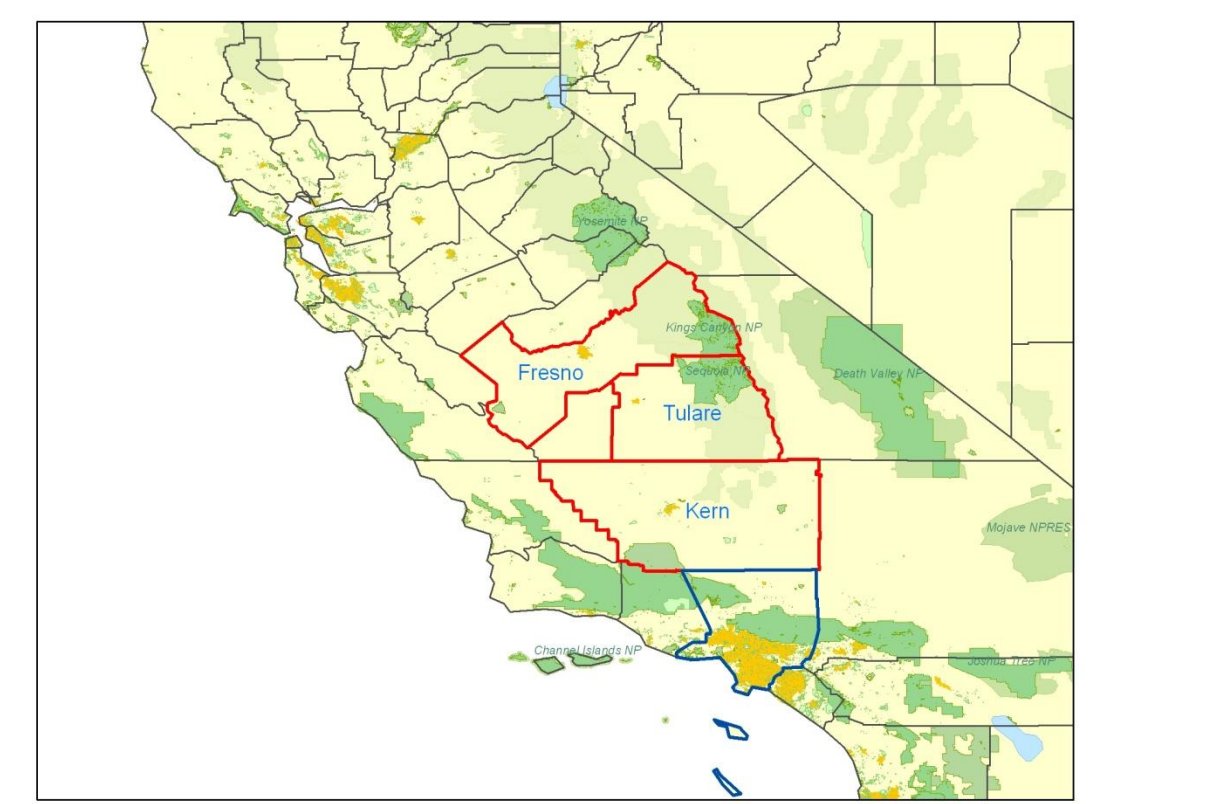 Yosemite NP
Kings Canyon NP
Fresno
Sequoia NP
Death Valley NP
Tulare
Kern
Mojave NPRES
Channel Islands NP
Joshua Tree NP